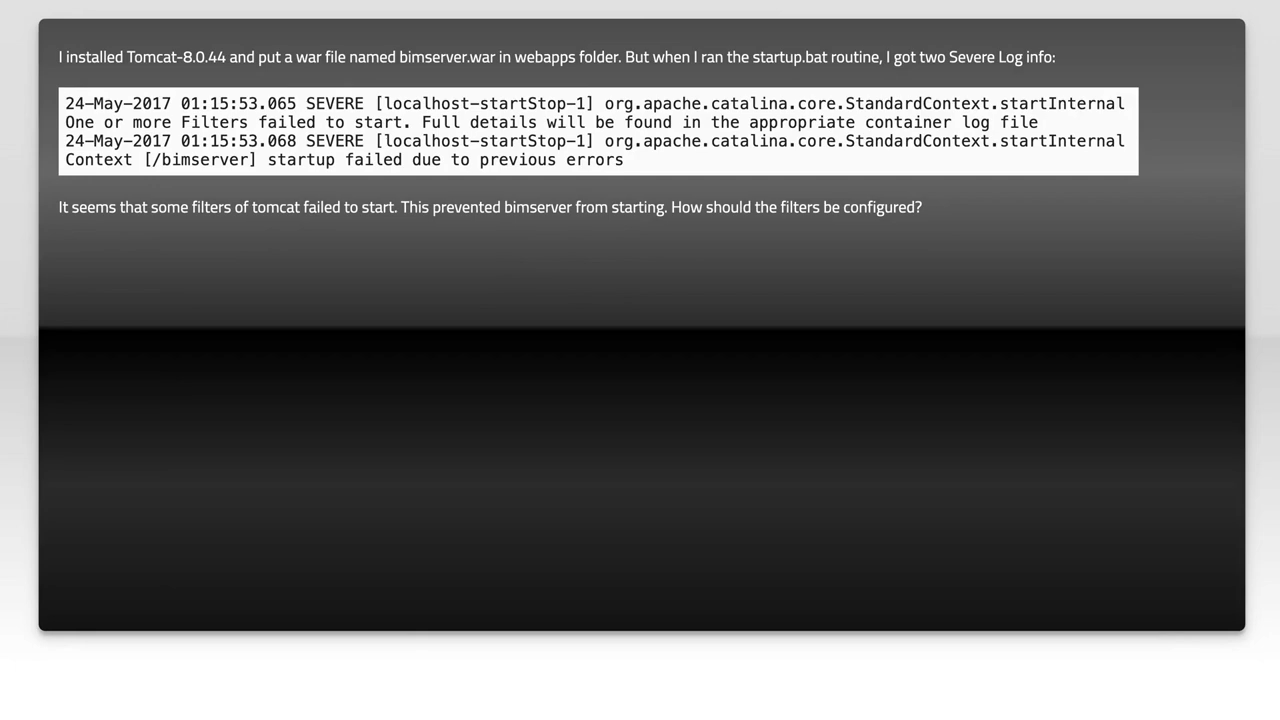 I installed Tomcat-8.0.44 and put a war file named bimserver.war in webapps folder. But when I ran the startup.bat routine, I got two Severe Log info:
24-May-2017 01:15:53.065 SEVERE [localhost-startStop-1] org.apache.catalina.core.StandardContext.startInternal
One or more Filters failed to start. Full details will be found in the appropriate container log file
24-May-2017 01:15:53.068 SEVERE [localhost-startStop-1] org.apache.catalina.core.StandardContext.startInternal
Context [/bimserver] startup failed due to previous errors
It seems that some filters of tomcat failed to start. This prevented bimserver from starting. How should the filters be configured?